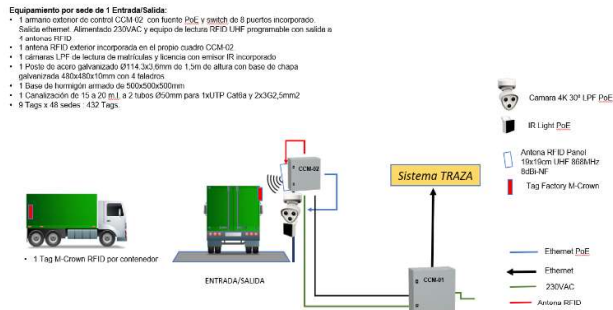 Equipamiento por sede de 1 Entrada/Salida:
• 1 armario exterior de control CCM-02 con fuente PoE y switch de 8 puertos incorporado.
Salida ethernet. Alimentado 230VAC y equipo de lectura RFID UHF programable con salida a
4 antenas RFID
• 1 antena RFID exterior incorporada en el propio cuadro CCM-02
• 1 cámaras LPF de lectura de matrículas y licencia con emisor IR incorporado
• 1 Poste de acero galvanizado Ø114.3x3,6mm de 1,5m de altura con base de chapa
galvanizada 480x480x10mm con 4 taladros.
• 1 Base de hormigón armado de 500x500x500mm
• 1 Canalización de 15 a 20 m.l. a 2 tubos Ø50mm para 1xUTP Cat6a y 2x3G2,5mm2
• 9 Tags x 48 sedes : 432 Tags
Camara 4K 30º LPF PoE
IR Light PoE
Antena RFID Panel
19x19cm UHF 868MHz
8dBi-NF
Tag Factory M-Crown
CCM-02
Sistema TRAZA
• 1 Tag M-Crown RFID por contenedor
ENTRADA/SALIDA
CCM-01
Ethernet PoE
Ethernet
230VAC
Antena RFID